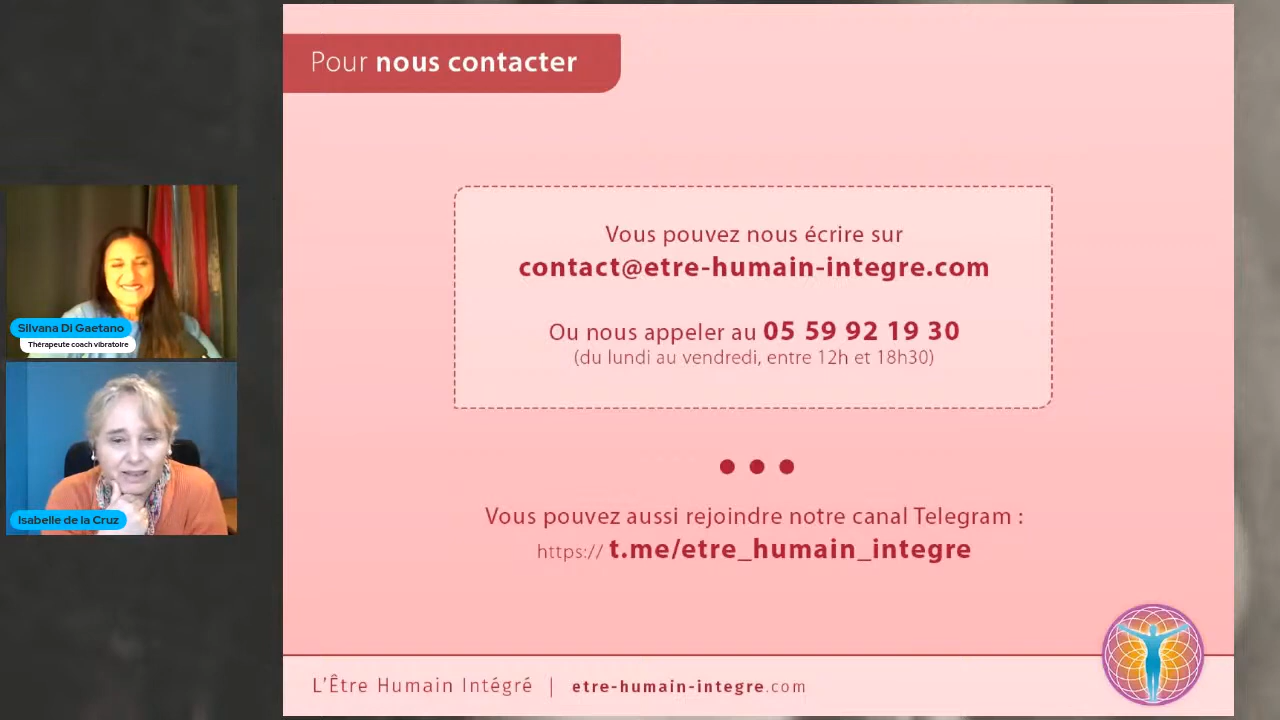 Pour nous contacter
Vous pouvez nous écrire sur
contact@etre-humain-integre.com
Ou nous appeler au 05 59 92 19 30
(du lundi au vendredi, entre 12h et 18h30)
Vous pouvez aussi rejoindre notre canal Telegram :
https:// t.me/etre_humain_integre
L'Être Humain Intégré | etre-humain-integre.com
Silvana Di Gaetano
Thérapeute coach vibratoire
Isabelle de la Cruz